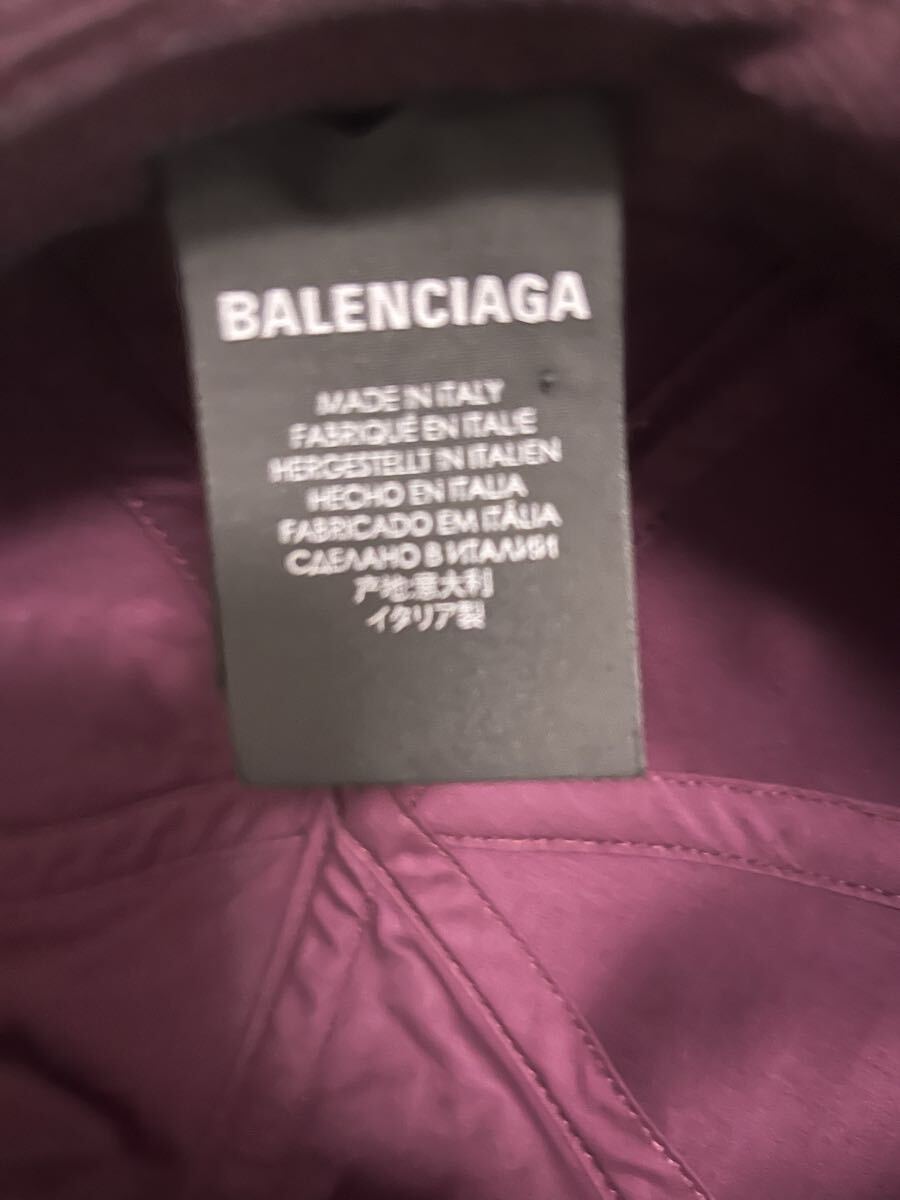 BALENCIAGA
MADE IN ITALY
FABRIQUÉ EN ITALIE
HERGESTELLT IN ITALIEN
HECHO EN ITALIA
FABRICADO EM ITÁLIA
СДЕЛАНО В ИТАЛИИ
产地:意大利
イタリア製